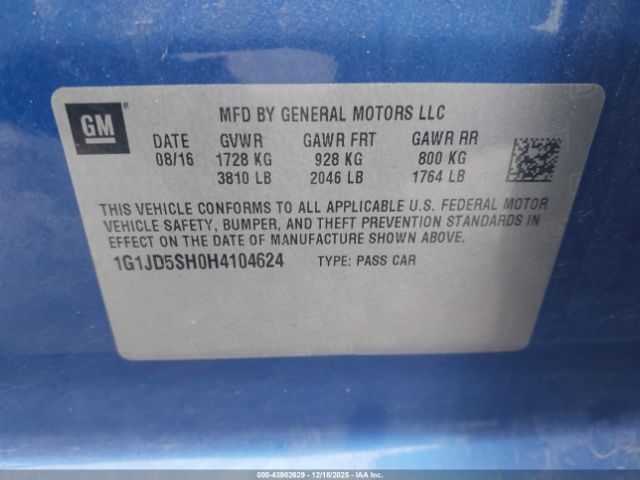 GM
MFD BY GENERAL MOTORS LLC
DATE GVWR GAWR FRT GAWR RR
08/16 1728 KG 928 KG 800 KG
3810 LB 2046 LB 1764 LB
THIS VEHICLE CONFORMS TO ALL APPLICABLE U.S. FEDERAL MOTOR
VEHICLE SAFETY, BUMPER, AND THEFT PREVENTION STANDARDS IN
EFFECT ON THE DATE OF MANUFACTURE SHOWN ABOVE.
1G1JD5SH0H4104624 TYPE: PASS CAR
000-43982629 - 12/18/2025 - IAA Inc.